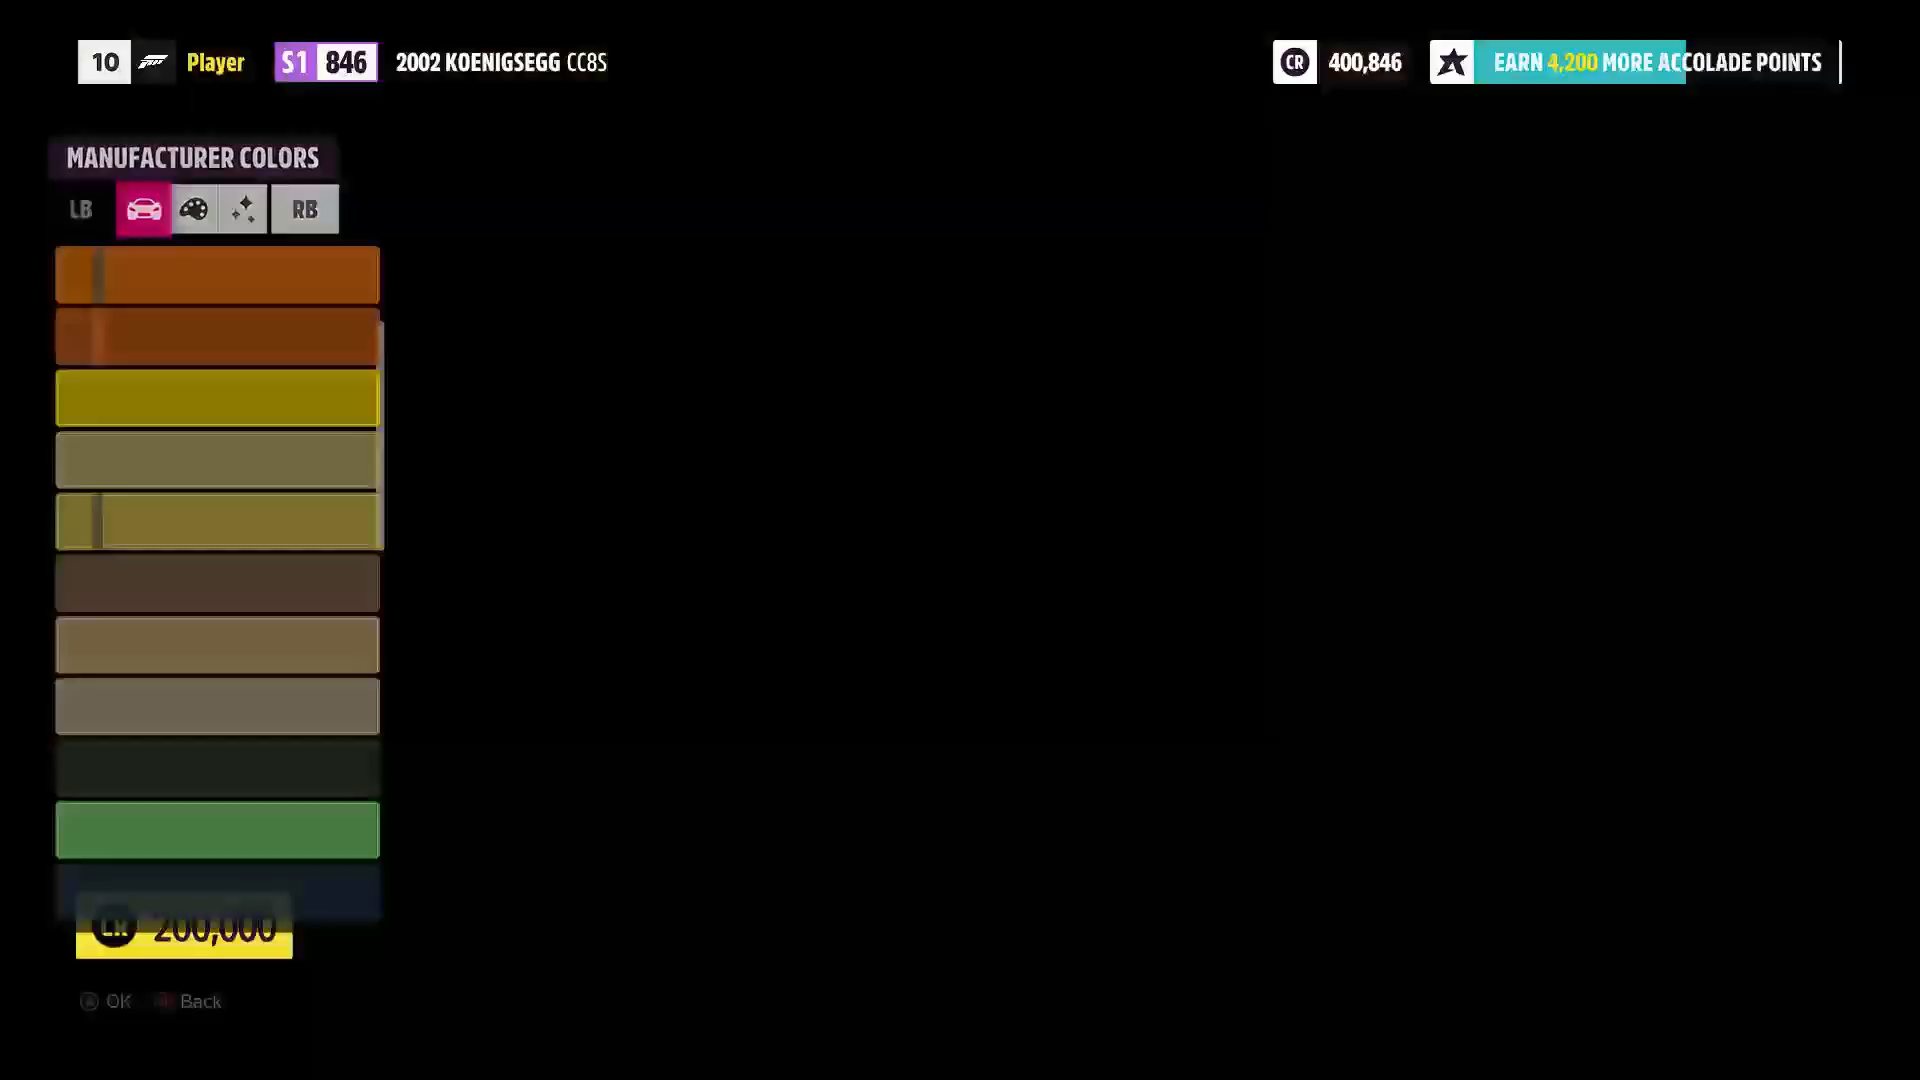 10 Player S1 846 2002 KOENIGSEGG CC8S
CR 400,846 EARN 4,200 MORE ACCOLADE POINTS
MANUFACTURER COLORS
LB RB
CR 200,000
A OK Back